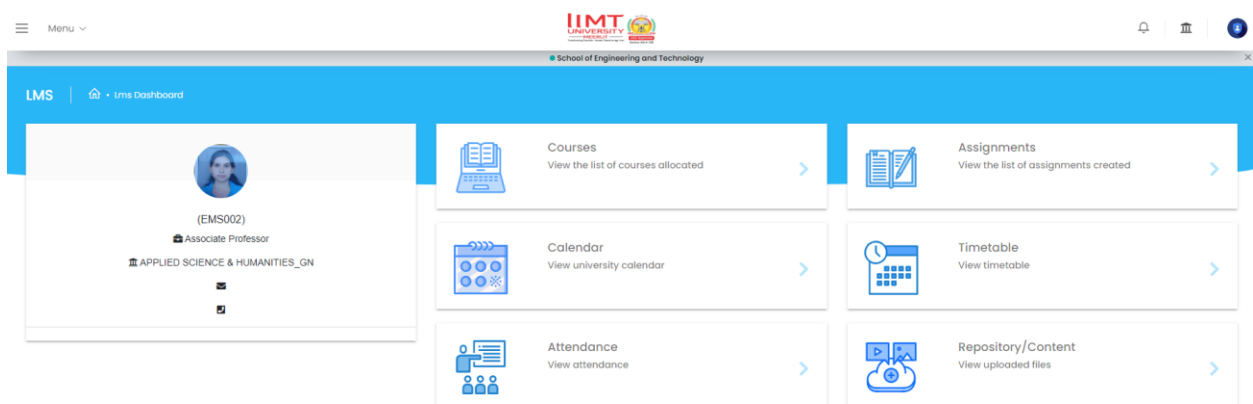 Menu
IIMT
UNIVERSITY
MEERUT
School of Engineering and Technology
LMS
Lms Dashboard
(EMS002)
Associate Professor
APPLIED SCIENCE & HUMANITIES_GN
Courses
View the list of courses allocated
Assignments
View the list of assignments created
Calendar
View university calendar
Timetable
View timetable
Attendance
View attendance
Repository/Content
View uploaded files